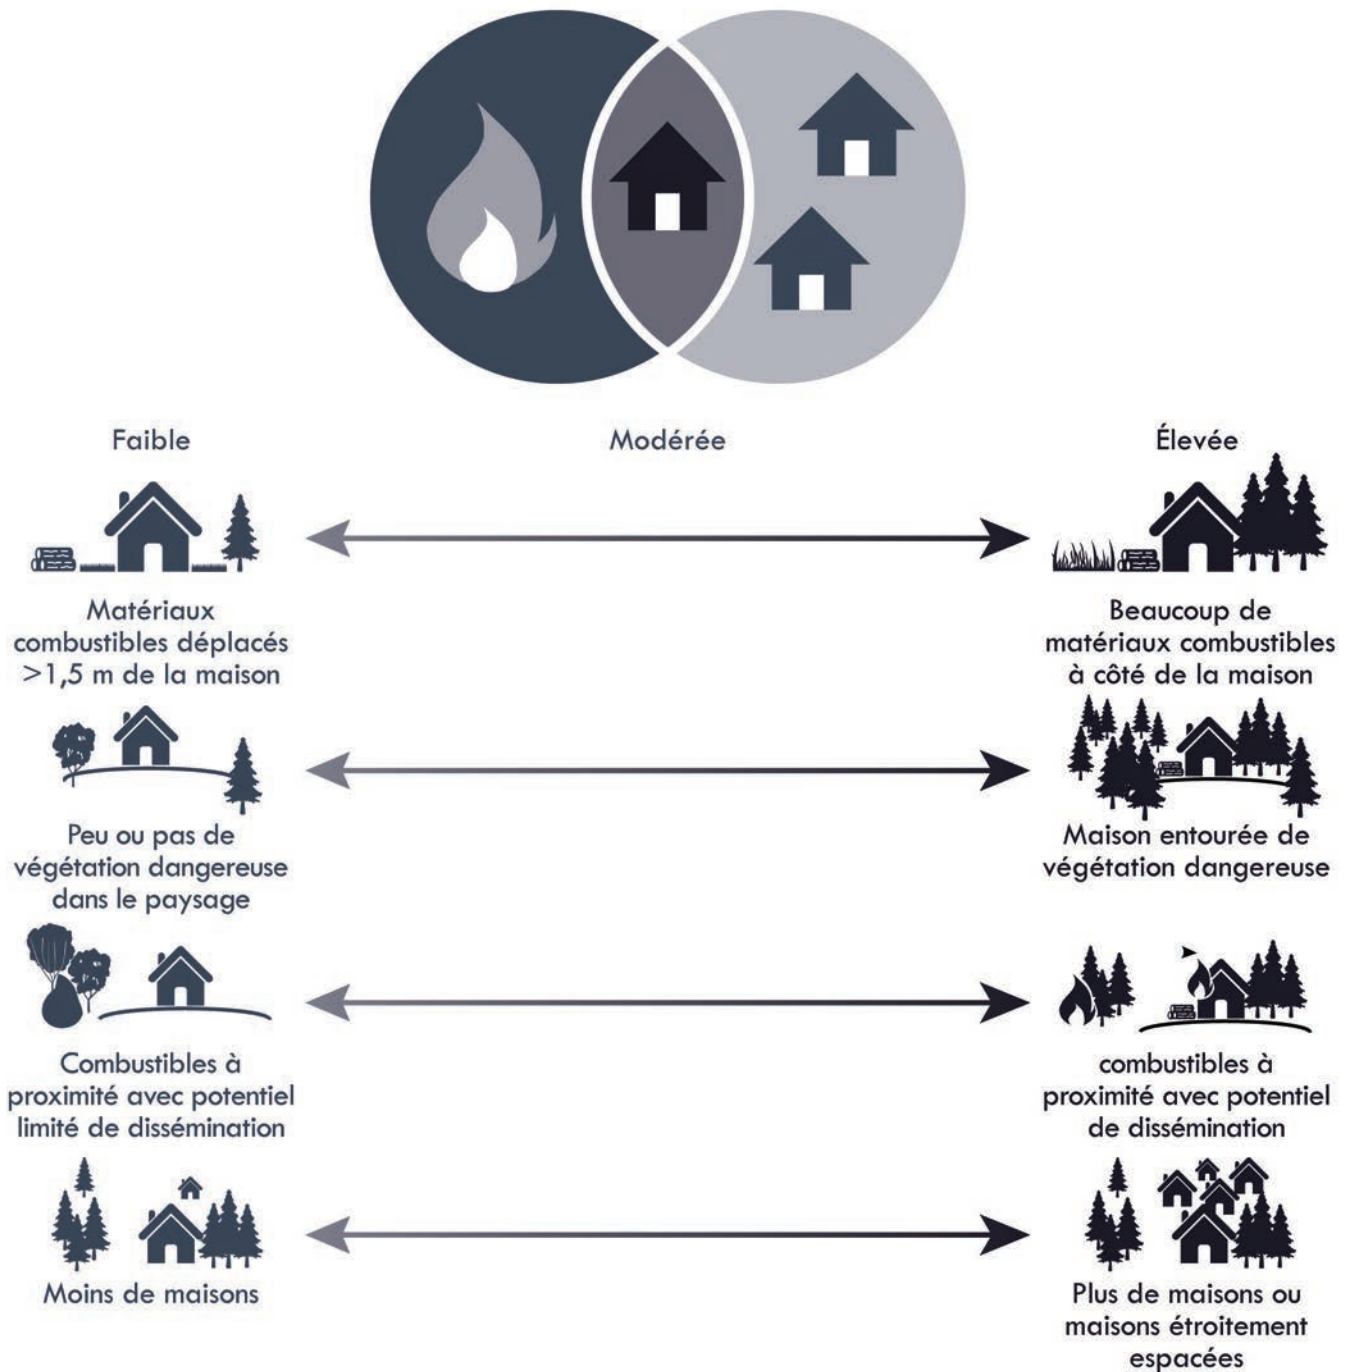 Faible
Modérée
Élevée
Matériaux
combustibles déplacés
>1,5 m de la maison
Beaucoup de
matériaux combustibles
à côté de la maison
Peu ou pas de
végétation dangereuse
dans le paysage
Maison entourée de
végétation dangereuse
Combustibles à
proximité avec potentiel
limité de dissémination
combustibles à
proximité avec potentiel
de dissémination
Moins de maisons
Plus de maisons ou
maisons étroitement
espacées